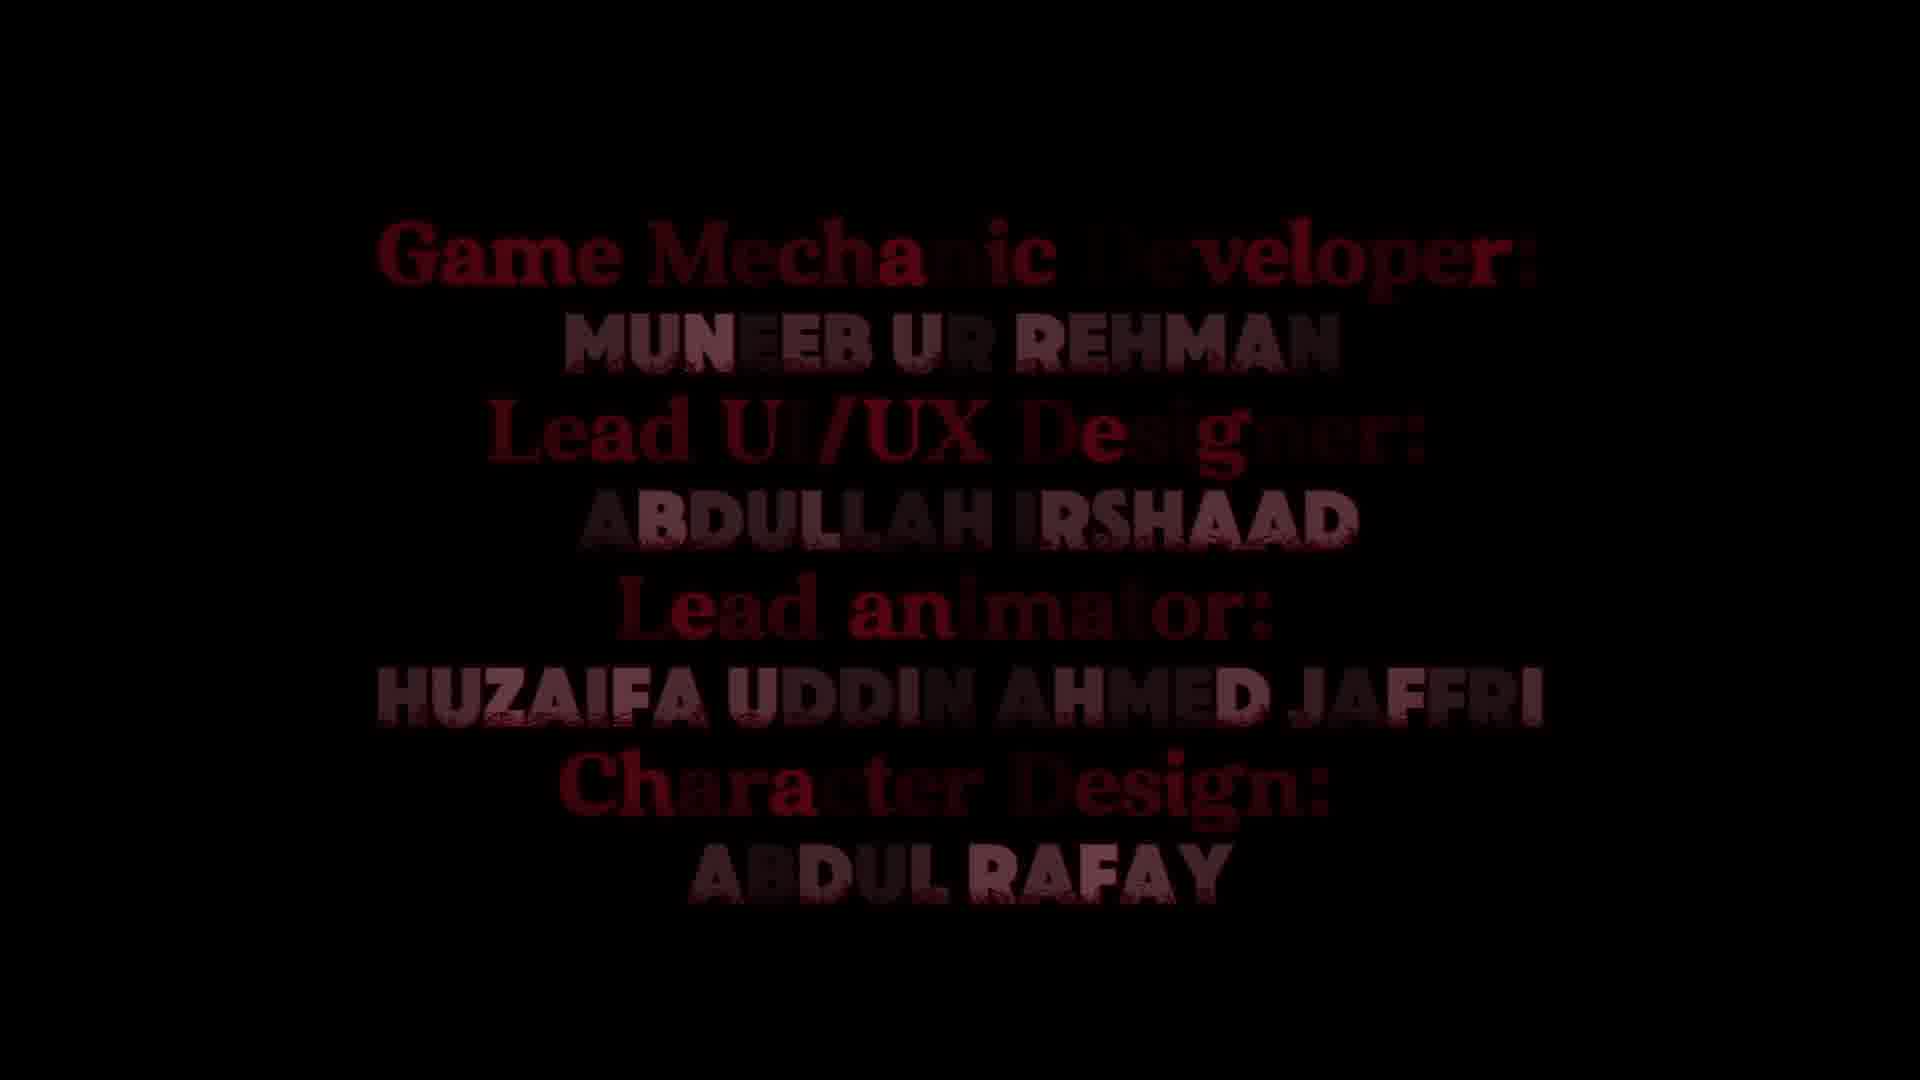 Game Mechanic Developer:
MUNEEB UR REHMAN
Lead UI/UX Designer:
ABDULLAH IRSHAAD
Lead animator:
HUZAIFA UDDIN AHMED JAFFRI
Character Design:
ABDUL RAFAY